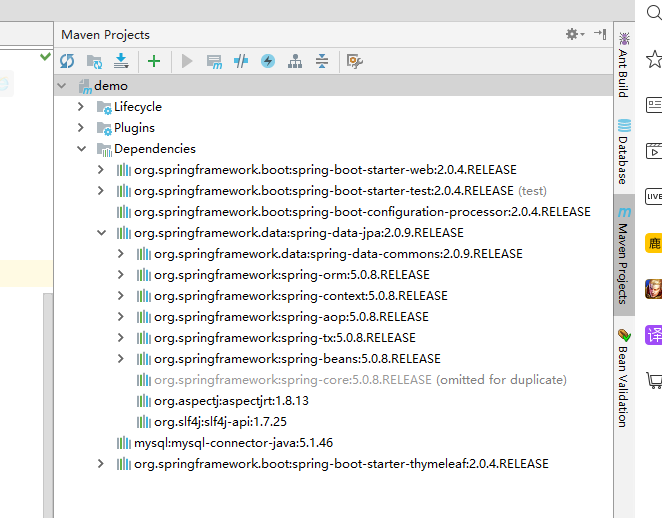 Maven Projects
demo
Lifecycle
Plugins
Dependencies
org.springframework.boot:spring-boot-starter-web:2.0.4.RELEASE
org.springframework.boot:spring-boot-starter-test:2.0.4.RELEASE (test)
org.springframework.boot:spring-boot-configuration-processor:2.0.4.RELEASE
org.springframework.data:spring-data-jpa:2.0.9.RELEASE
org.springframework.data:spring-data-commons:2.0.9.RELEASE
org.springframework:spring-orm:5.0.8.RELEASE
org.springframework:spring-context:5.0.8.RELEASE
org.springframework:spring-aop:5.0.8.RELEASE
org.springframework:spring-tx:5.0.8.RELEASE
org.springframework:spring-beans:5.0.8.RELEASE
org.springframework:spring-core:5.0.8.RELEASE (omitted for duplicate)
org.aspectj:aspectjrt:1.8.13
org.slf4j:slf4j-api:1.7.25
mysql:mysql-connector-java:5.1.46
org.springframework.boot:spring-boot-starter-thymeleaf:2.0.4.RELEASE
Ant Build
Database
Maven Projects
Bean Validation
LIVE
鹿
译